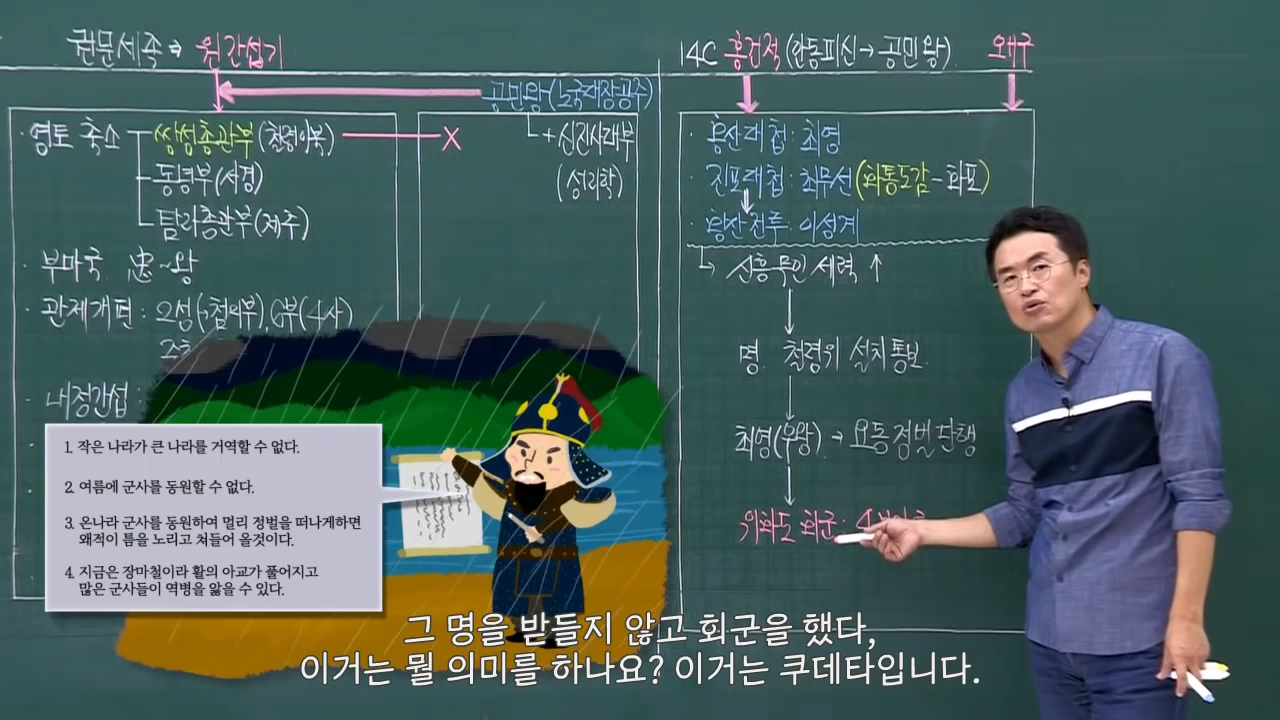 권문세족 → 원간섭기
14C 홍건적 (안동피신→ 공민왕) 왜구
공민왕 (노국대장공주)
· 영토 축소 쌍성총관부 (철령이북) X
동녕부 (서경)
탐라총관부 (제주)
+ 신진사대부
(성리학)
· 부마국 忠~왕
· 관제개편 : 2성(→첨의부), 6부(4사)
· 내정간섭 :
· 홍산대첩 : 최영
· 진포대첩 : 최무선 (화통도감 - 화포)
· 황산전투 : 이성계
신흥무인세력 ↑
명. 철령위 설치통보.
최영(우왕) → 요동정벌단행
위화도 회군 :
1. 작은 나라가 큰 나라를 거역할 수 없다.
2. 여름에 군사를 동원할 수 없다.
3. 온나라 군사를 동원하여 멀리 정벌을 떠나게하면
왜적이 틈을 노리고 쳐들어 올것이다.
4. 지금은 장마철이라 활의 아교가 풀어지고
많은 군사들이 역병을 앓을 수 있다.
그 명을 받들지 않고 회군을 했다,
이거는 뭘 의미를 하나요? 이거는 쿠데타입니다.